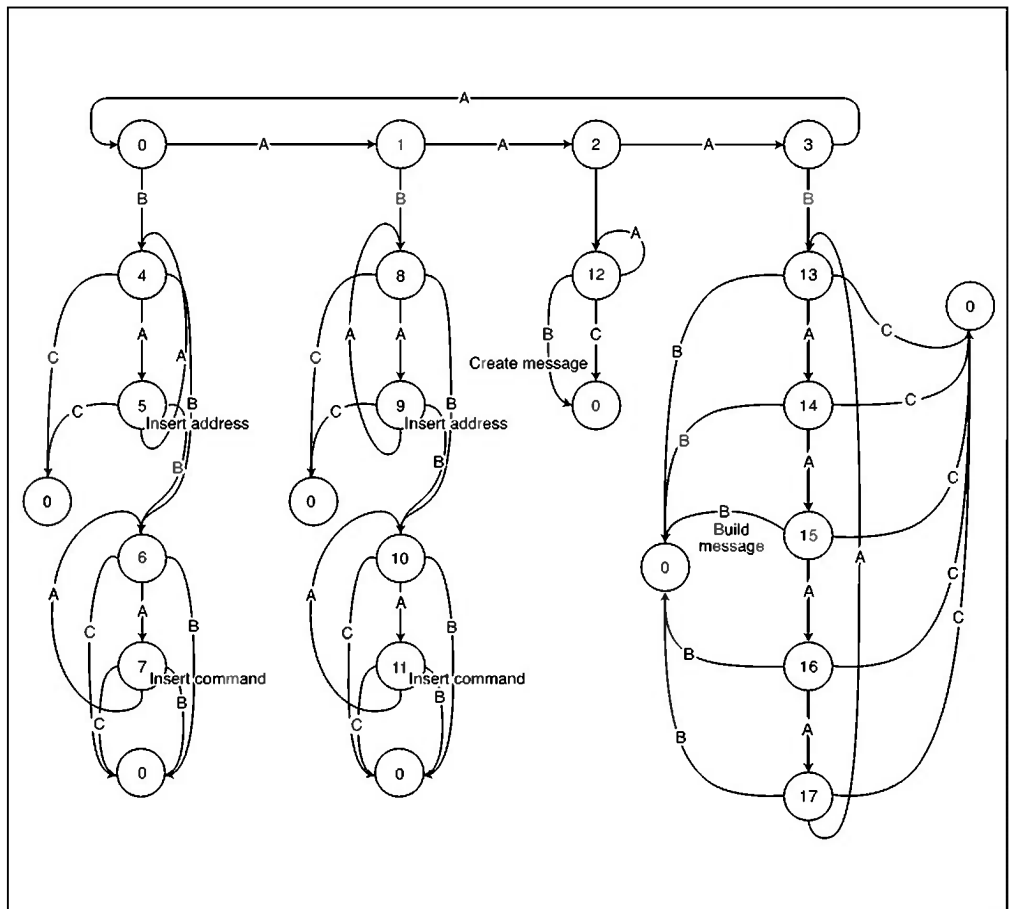 A
0 A 1 A 2 A 3
B B B
A
4 8 12 13
0
C
A A B C A
C A A C A B
Create message
B B
5 9 0 14 C
C C
Insert address Insert address
B
B B A
C
0 0 B 15
Build
message
6 10 0 A
C
A A A A
C B C B C
B
7 11 16
Insert command Insert command
B B
C C A
B
0 0 17